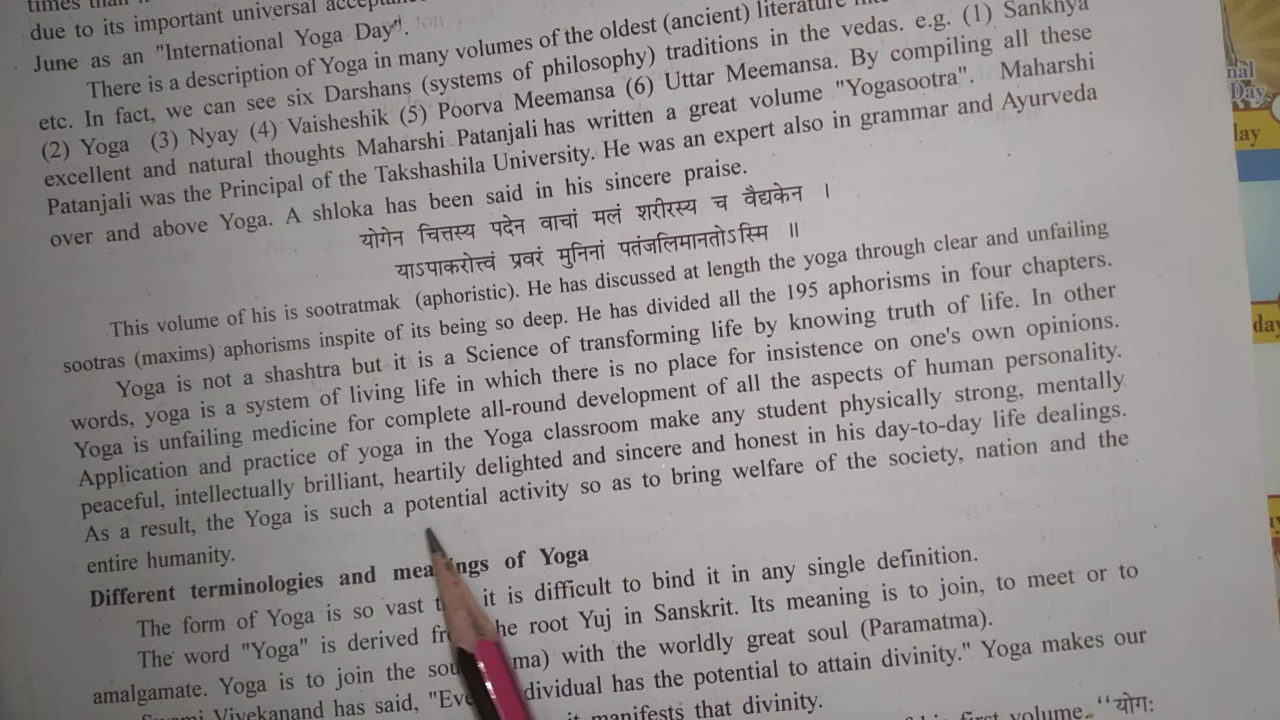 times than
due to its important universal
June as an "International Yoga Day".
There is a description of Yoga in many volumes of the oldest (ancient) literature
etc. In fact, we can see six Darshans (systems of philosophy) traditions in the vedas. e.g. (1) Sankhya
(2) Yoga (3) Nyay (4) Vaisheshik (5) Poorva Meemansa (6) Uttar Meemansa. By compiling all these
excellent and natural thoughts Maharshi Patanjali has written a great volume "Yogasootra". Maharshi
Patanjali was the Principal of the Takshashila University. He was an expert also in grammar and Ayurveda
over and above Yoga. A shloka has been said in his sincere praise.
योगेन चित्तस्य पदेन वाचां मलं शरीरस्य च वैद्यकेन ।
याऽपाकरोत्त्वं प्रवरं मुनिनां पतंजलिमानतोऽस्मि ॥
This volume of his is sootratmak (aphoristic). He has discussed at length the yoga through clear and unfailing
sootras (maxims) aphorisms inspite of its being so deep. He has divided all the 195 aphorisms in four chapters.
Yoga is not a shashtra but it is a Science of transforming life by knowing truth of life. In other
words, yoga is a system of living life in which there is no place for insistence on one's own opinions.
Yoga is unfailing medicine for complete all-round development of all the aspects of human personality.
Application and practice of yoga in the Yoga classroom make any student physically strong, mentally
peaceful, intellectually brilliant, heartily delighted and sincere and honest in his day-to-day life dealings.
As a result, the Yoga is such a potential activity so as to bring welfare of the society, nation and the
entire humanity.
Different terminologies and of Yoga
The form of Yoga is so vast it is difficult to bind it in any single definition.
The word "Yoga" is derived the root Yuj in Sanskrit. Its meaning is to join, to meet or to
amalgamate. Yoga is to join the with the worldly great soul (Paramatma).
Vivekanand has said, has the potential to attain divinity." Yoga makes our
manifests that divinity.
first volume. "योगः
nal
Day
lay
day